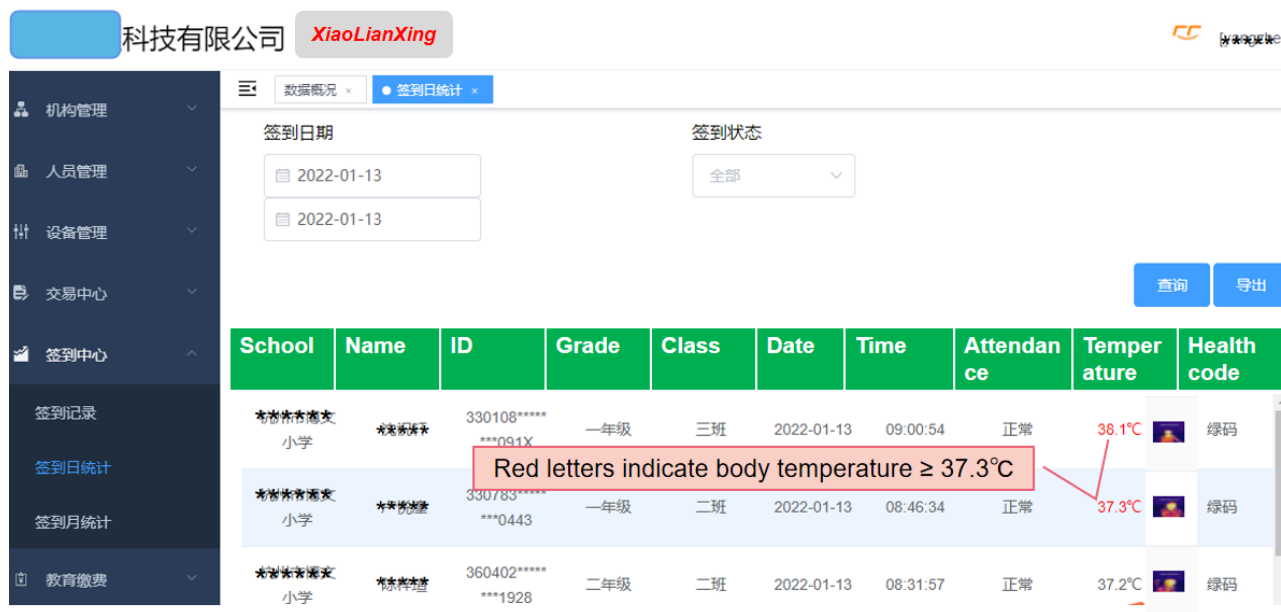 科技有限公司
XiaoLianXing
机构管理
人员管理
设备管理
交易中心
签到中心
签到记录
签到日统计
签到月统计
教育缴费
数据概况 ×
签到日统计 ×
签到日期
签到状态
2022-01-13
全部
2022-01-13
查询
导出
School Name ID Grade Class Date Time Attendan Temper Health
ce ature code
330108*****
小学 ***091X 一年级 三班 2022-01-13 09:00:54 正常 38.1℃ 绿码
Red letters indicate body temperature ≥ 37.3℃
330783*****
小学 ***0443 一年级 二班 2022-01-13 08:46:34 正常 37.3℃ 绿码
360402*****
小学 ***1928 二年级 二班 2022-01-13 08:31:57 正常 37.2℃ 绿码